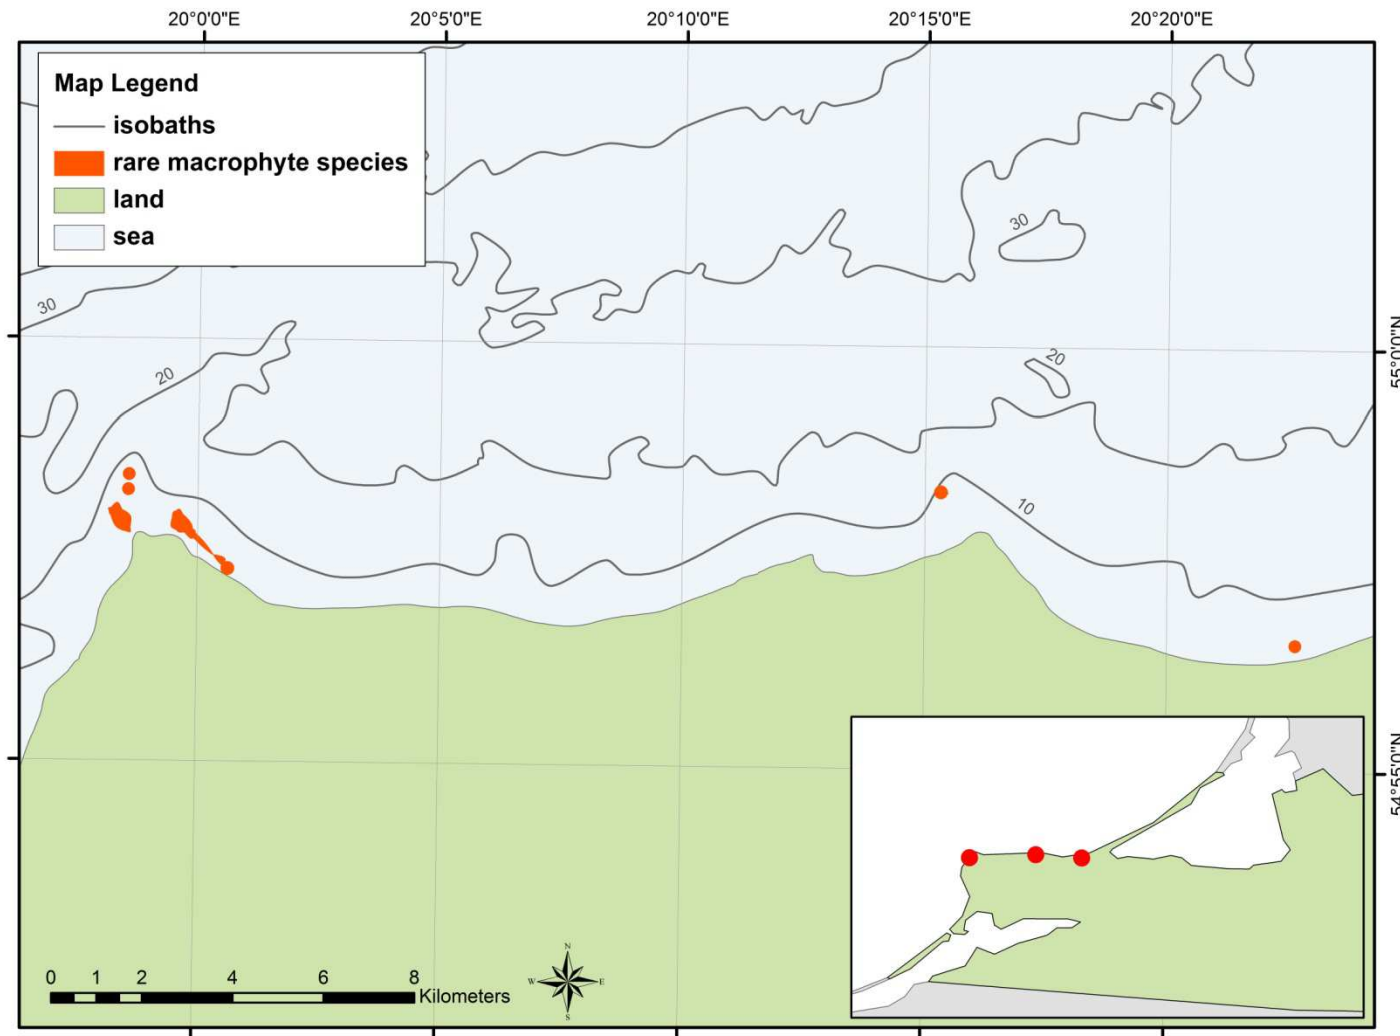 20°0'0"E 20°5'0"E 20°10'0"E 20°15'0"E 20°20'0"E
Map Legend
isobaths
rare macrophyte species
land
sea
30
30
20
20
55°0'0"N
10
54°55'0"N
N
W E
S
0 1 2 4 6 8
Kilometers